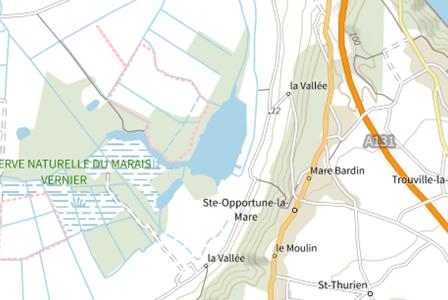 100
la Vallée
22
A131
ERVE NATURELLE DU MARAIS
VERNIER
Mare Bardin
Trouville-la-
Ste-Opportune-la-
Mare
le Moulin
la Vallée
St-Thurien